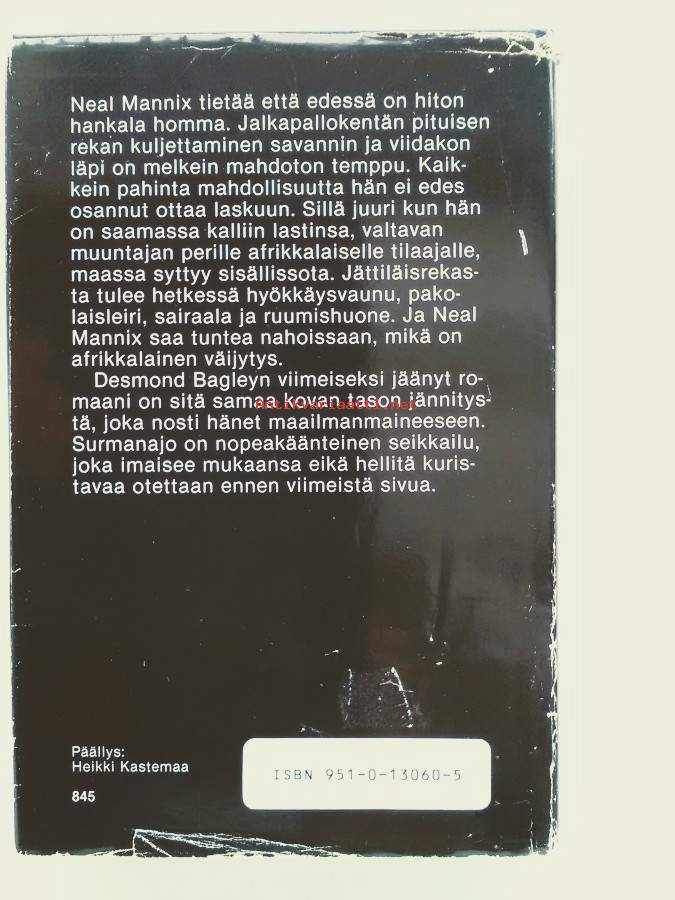 Neal Mannix tietää että edessä on hiton
hankala homma. Jalkapallokentän pituisen
rekan kuljettaminen savannin ja viidakon
läpi on melkein mahdoton temppu. Kaik-
kein pahinta mahdollisuutta hän ei edes
osannut ottaa laskuun. Sillä juuri kun hän
on saamassa kalliin lastinsa, valtavan
muuntajan perille afrikkalaiselle tilaajalle,
maassa syttyy sisällissota. Jättiläisrekas-
ta tulee hetkessä hyökkäysvaunu, pako-
laisleiri, sairaala ja ruumishuone. Ja Neal
Mannix saa tuntea nahoissaan, mikä on
afrikkalainen väijytys.
Desmond Bagleyn viimeiseksi jäänyt ro-
maani on sitä samaa kovan tason jännitys-
Antikvariaatti.net
tä, joka nosti hänet maailmanmaineeseen.
Surmanajo on nopeakäänteinen seikkailu,
joka imaisee mukaansa eikä hellitä kuris-
tavaa otettaan ennen viimeistä sivua.
Päällys:
Heikki Kastemaa
845
ISBN 951-0-13060-5